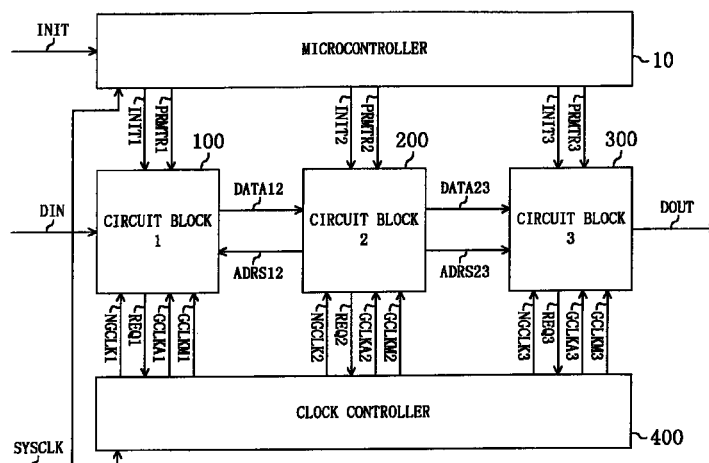 INIT
MICROCONTROLLER
10
INIT1
PRMTR1
INIT2
PRMTR2
INIT3
PRMTR3
100
200
300
DIN
CIRCUIT BLOCK
1
DATA12
ADRS12
CIRCUIT BLOCK
2
DATA23
ADRS23
CIRCUIT BLOCK
3
DOUT
NGCLK1
REQ1
GCLKA1
GCLKM1
NGCLK2
REQ2
GCLKA2
GCLKM2
NGCLK3
REQ3
GCLKA3
GCLKM3
CLOCK CONTROLLER
400
SYSCLK